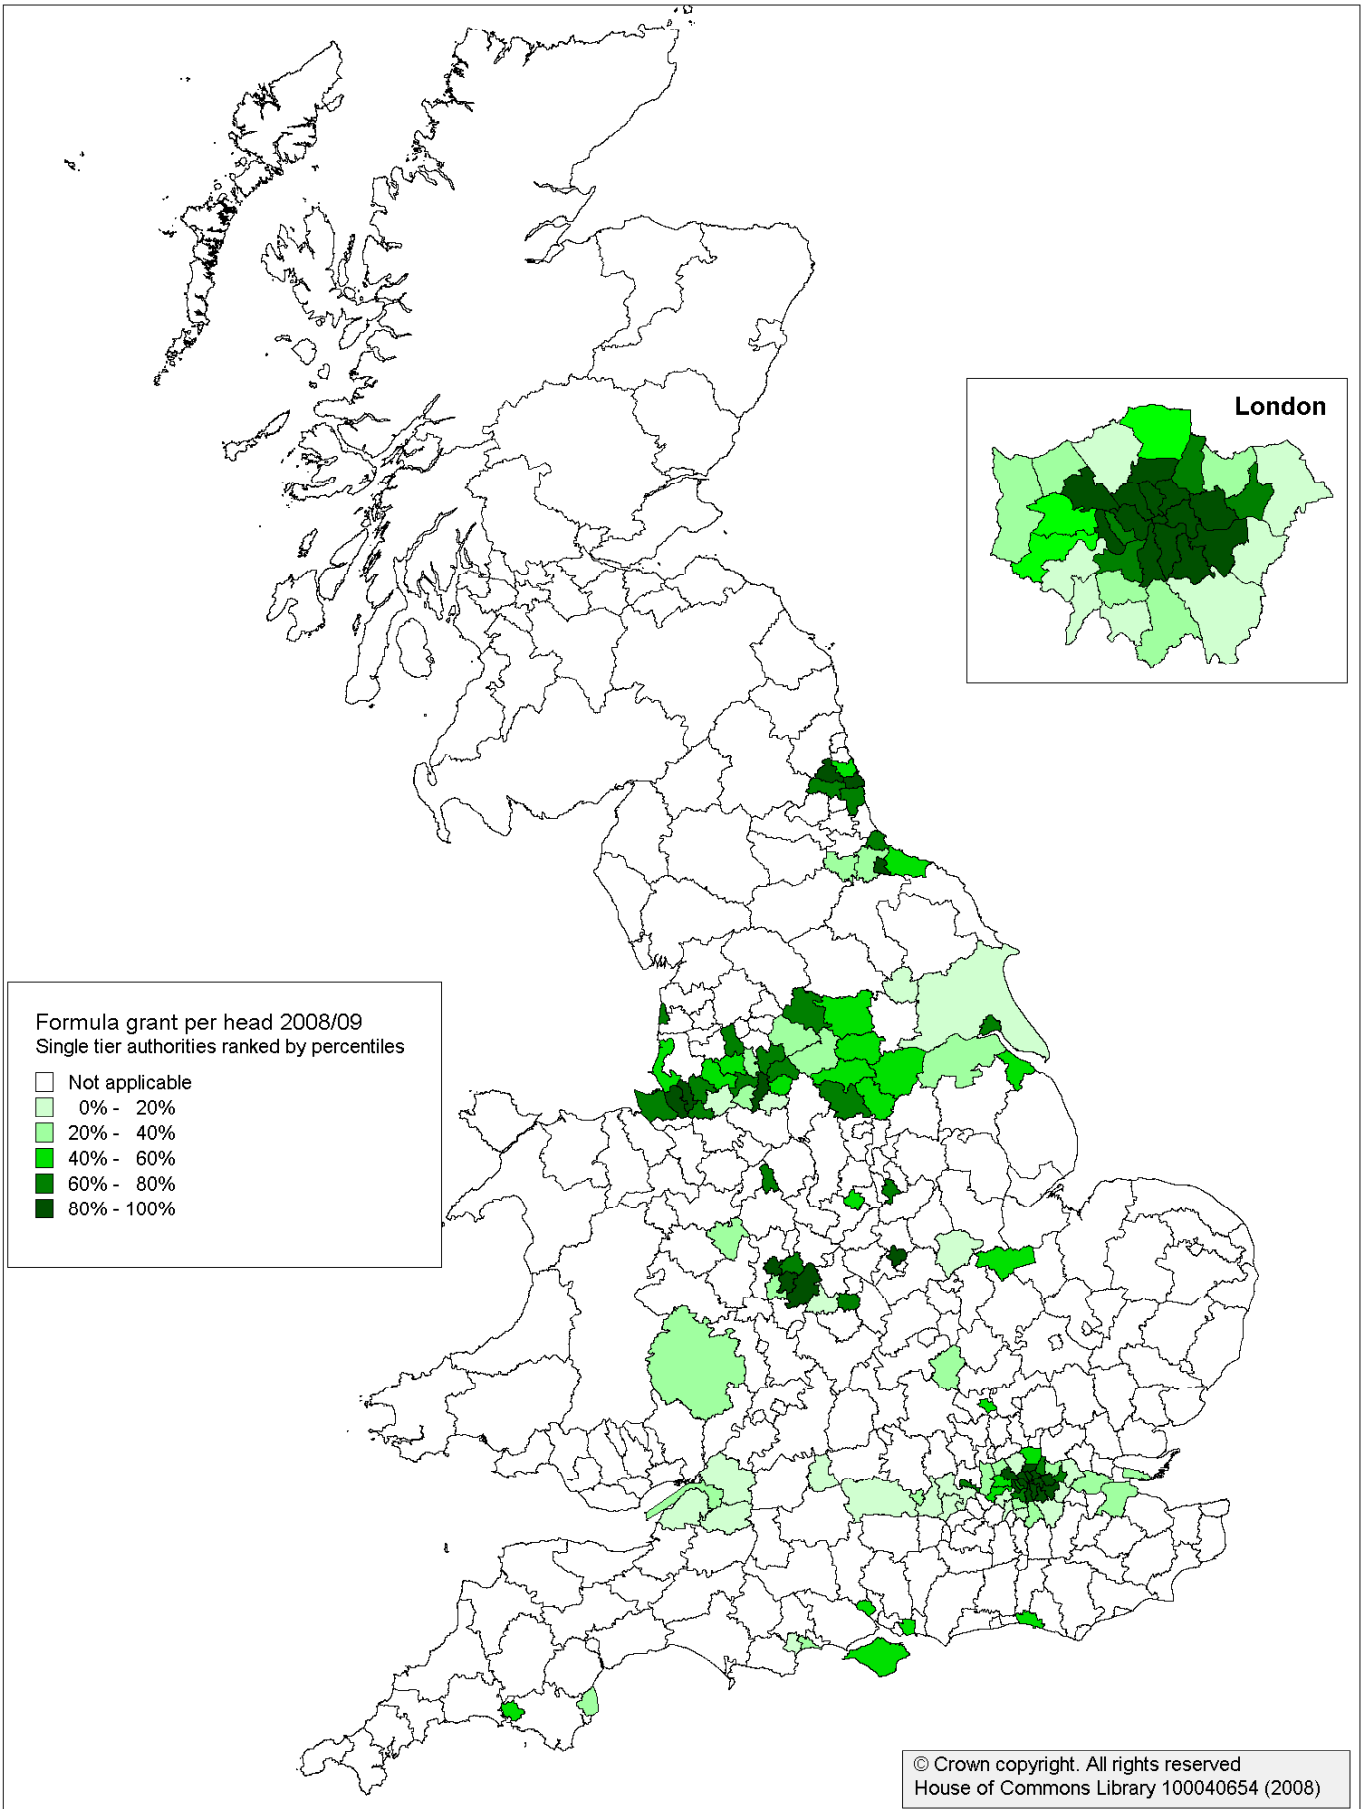 London
Formula grant per head 2008/09
Single tier authorities ranked by percentiles
Not applicable
0% - 20%
20% - 40%
40% - 60%
60% - 80%
80% - 100%
© Crown copyright. All rights reserved
House of Commons Library 100040654 (2008)